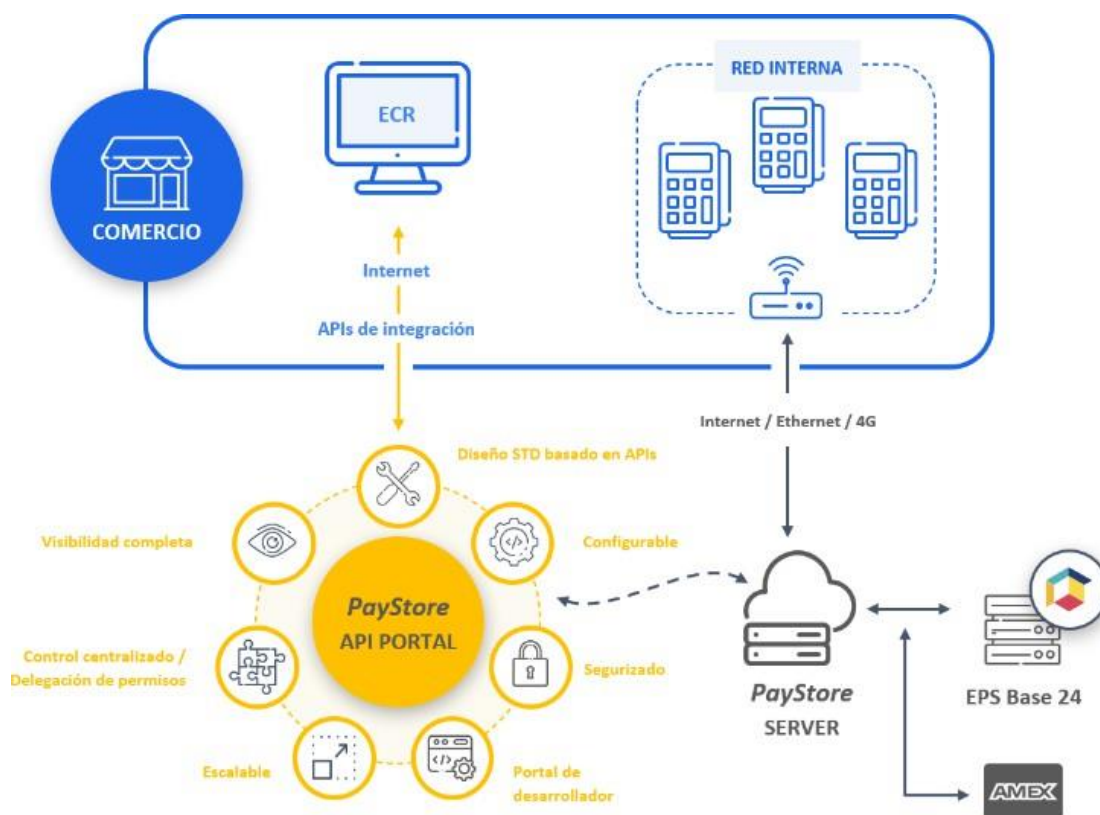 RED INTERNA
ECR
COMERCIO
Internet
APIs de integración
Internet / Ethernet / 4G
Diseño STD basado en APIs
Visibilidad completa
Configurable
PayStore
API PORTAL
Control centralizado /
Delegación de permisos
Segurizado
PayStore
SERVER
EPS Base 24
Escalable
Portal de
desarrollador
AMEX